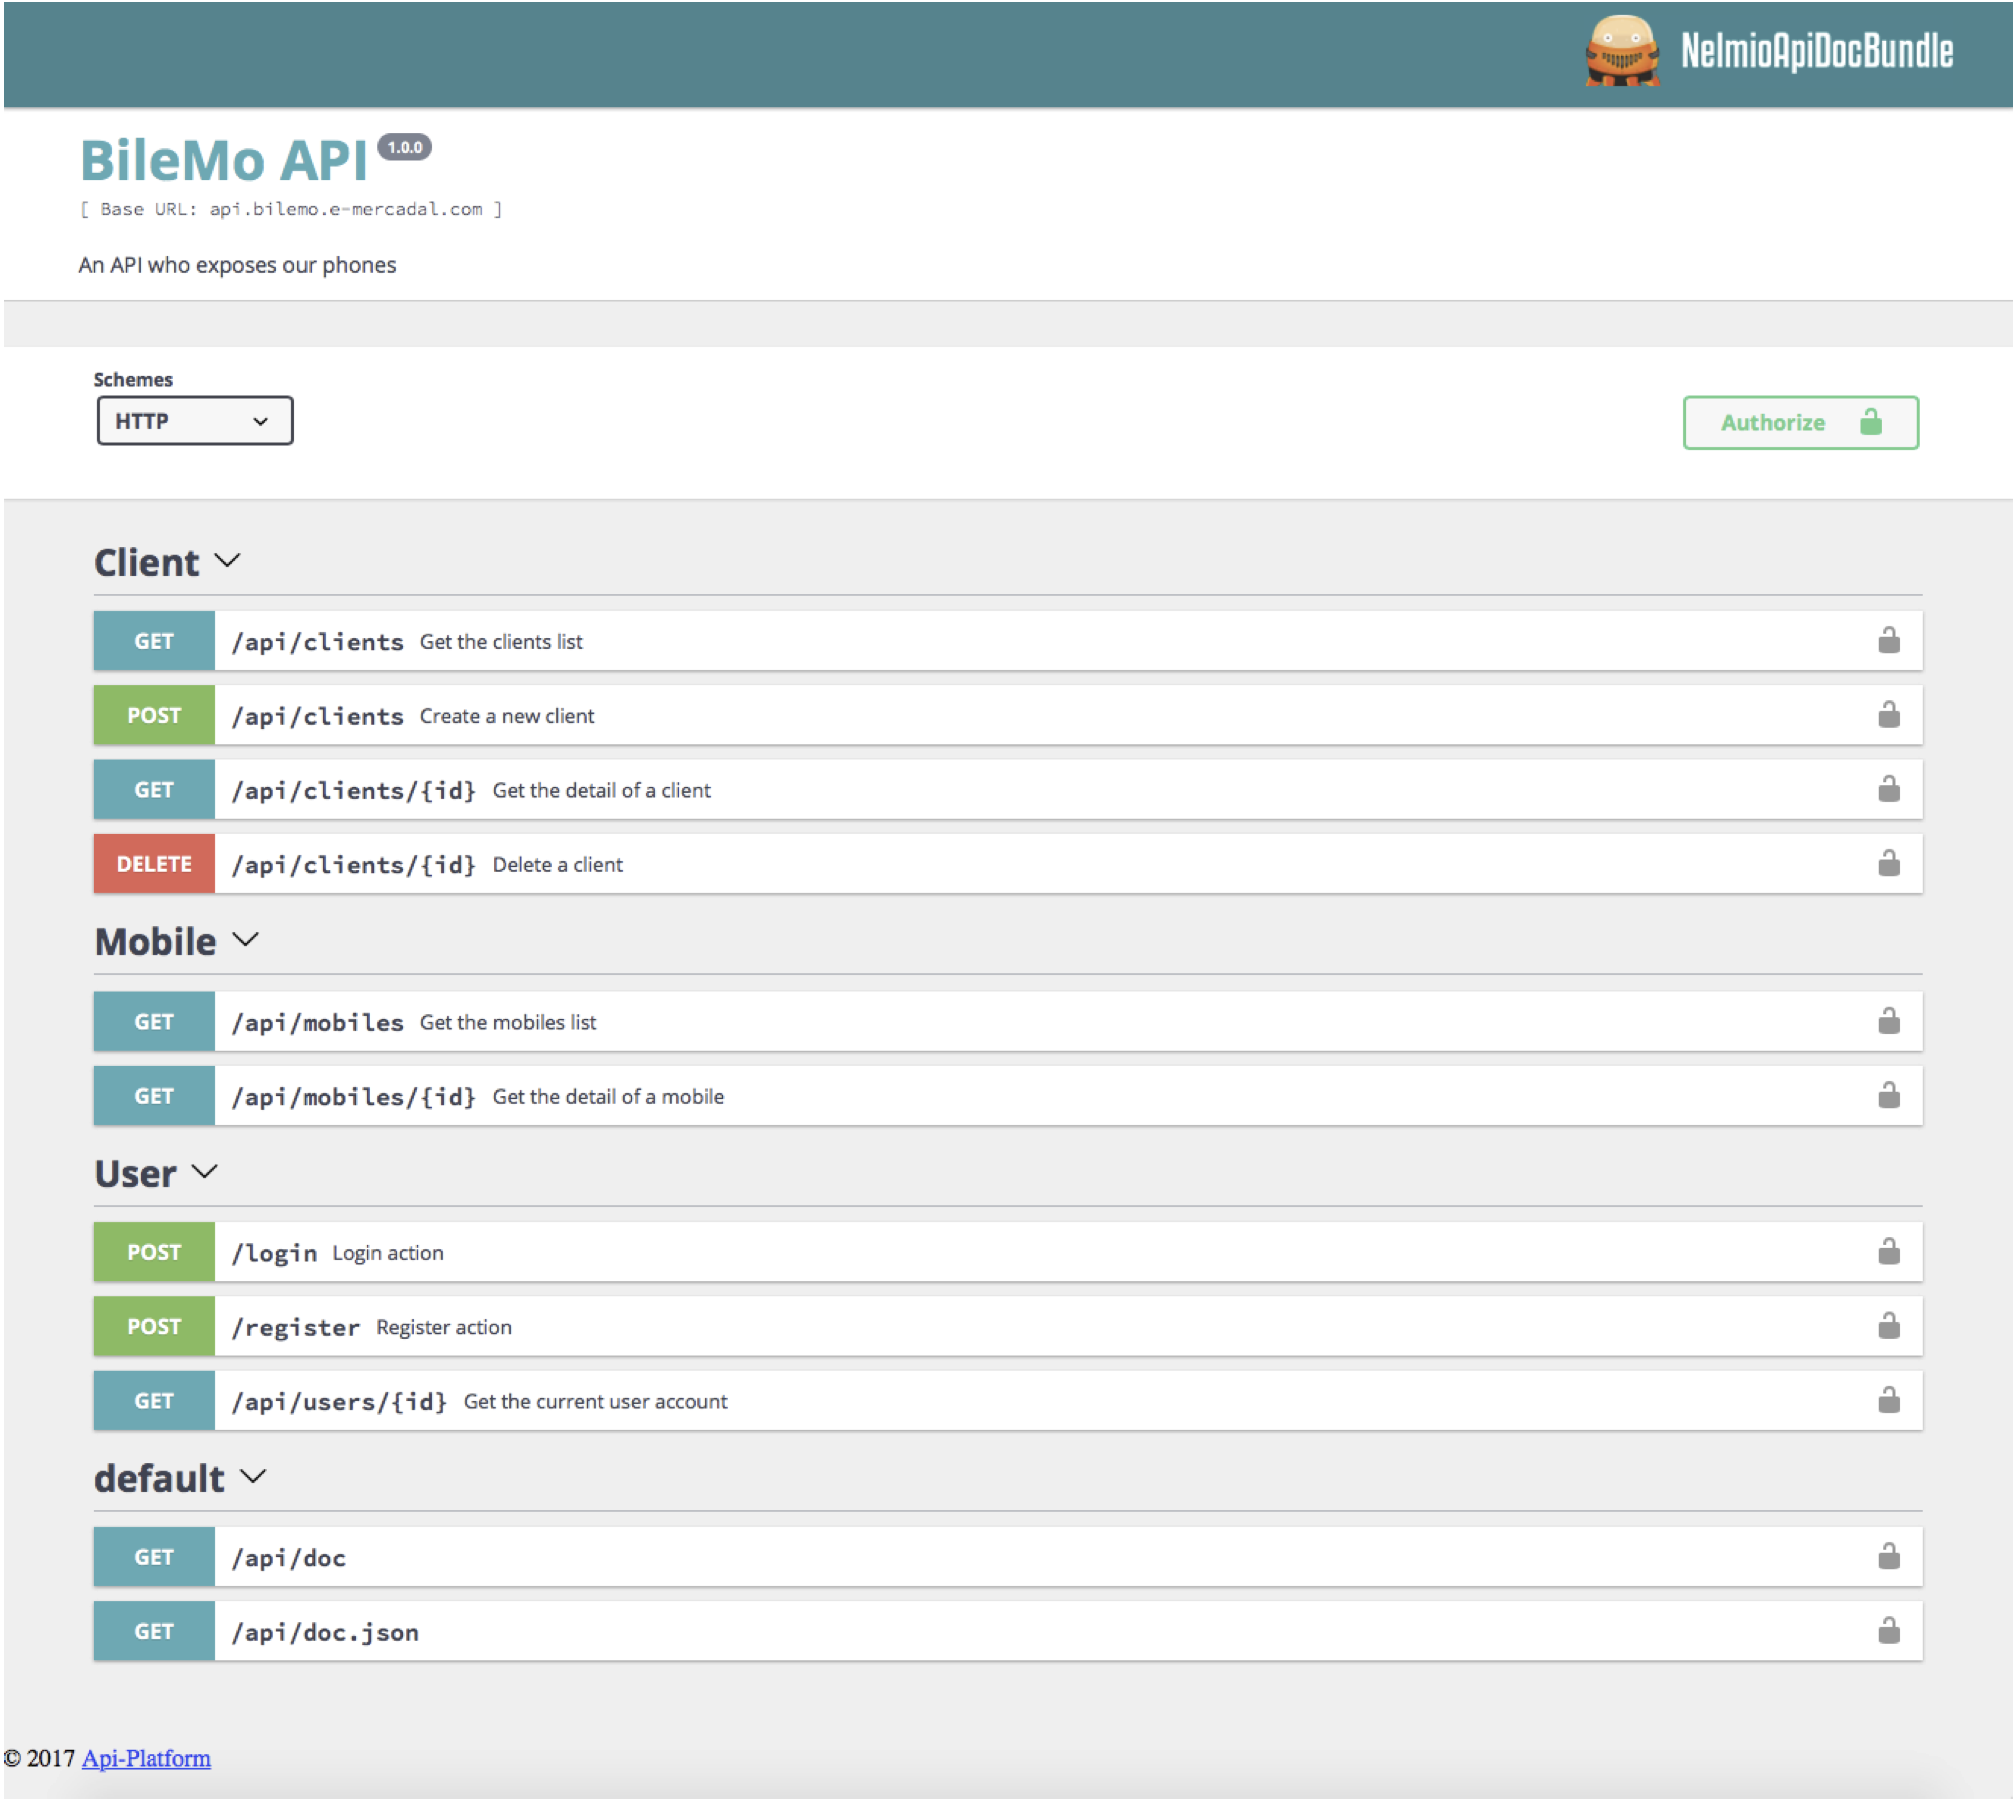 NelmioApiDocBundle
BileMo API 1.0.0
[ Base URL: api.bilemo.e-mercadal.com ]
An API who exposes our phones
Schemes
HTTP
Authorize
Client
GET /api/clients Get the clients list
POST /api/clients Create a new client
GET /api/clients/{id} Get the detail of a client
DELETE /api/clients/{id} Delete a client
Mobile
GET /api/mobiles Get the mobiles list
GET /api/mobiles/{id} Get the detail of a mobile
User
POST /login Login action
POST /register Register action
GET /api/users/{id} Get the current user account
default
GET /api/doc
GET /api/doc.json
© 2017 Api-Platform